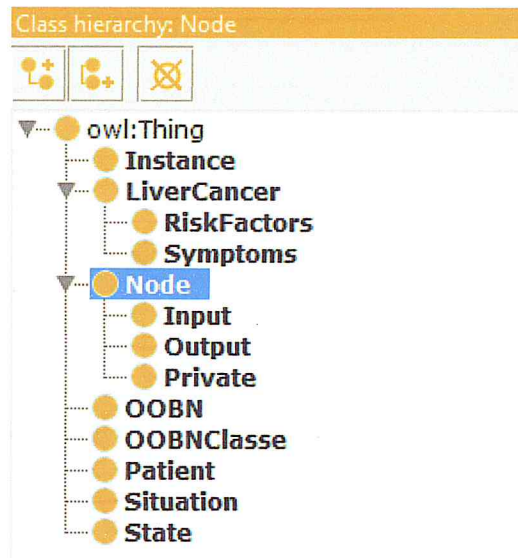 Class hierarchy: Node
owl:Thing
Instance
LiverCancer
RiskFactors
Symptoms
Node
Input
Output
Private
OOBN
OOBNClasse
Patient
Situation
State